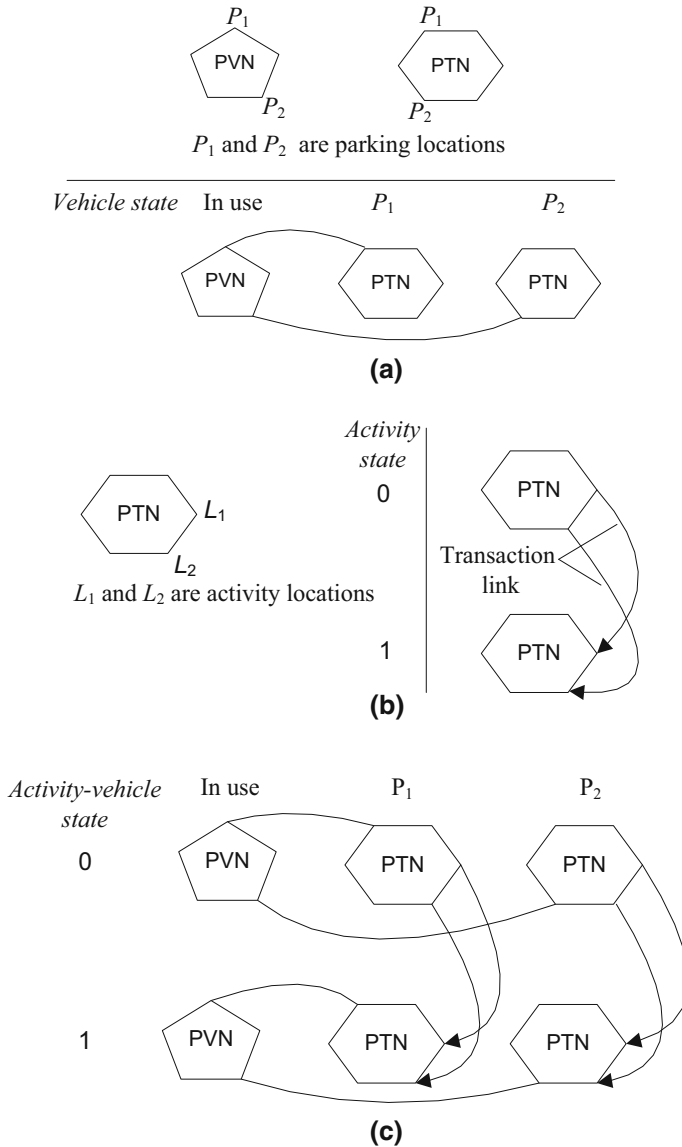 P₁ P₁
PVN PTN
P₂ P₂
P₁ and P₂ are parking locations
Vehicle state In use P₁ P₂
PVN PTN PTN
(a)
Activity
state
0
PTN
PTN L₁
L₂
Transaction
link
L₁ and L₂ are activity locations
1
PTN
(b)
Activity-vehicle
state
In use P₁ P₂
0
PVN PTN PTN
1
PVN PTN PTN
(c)